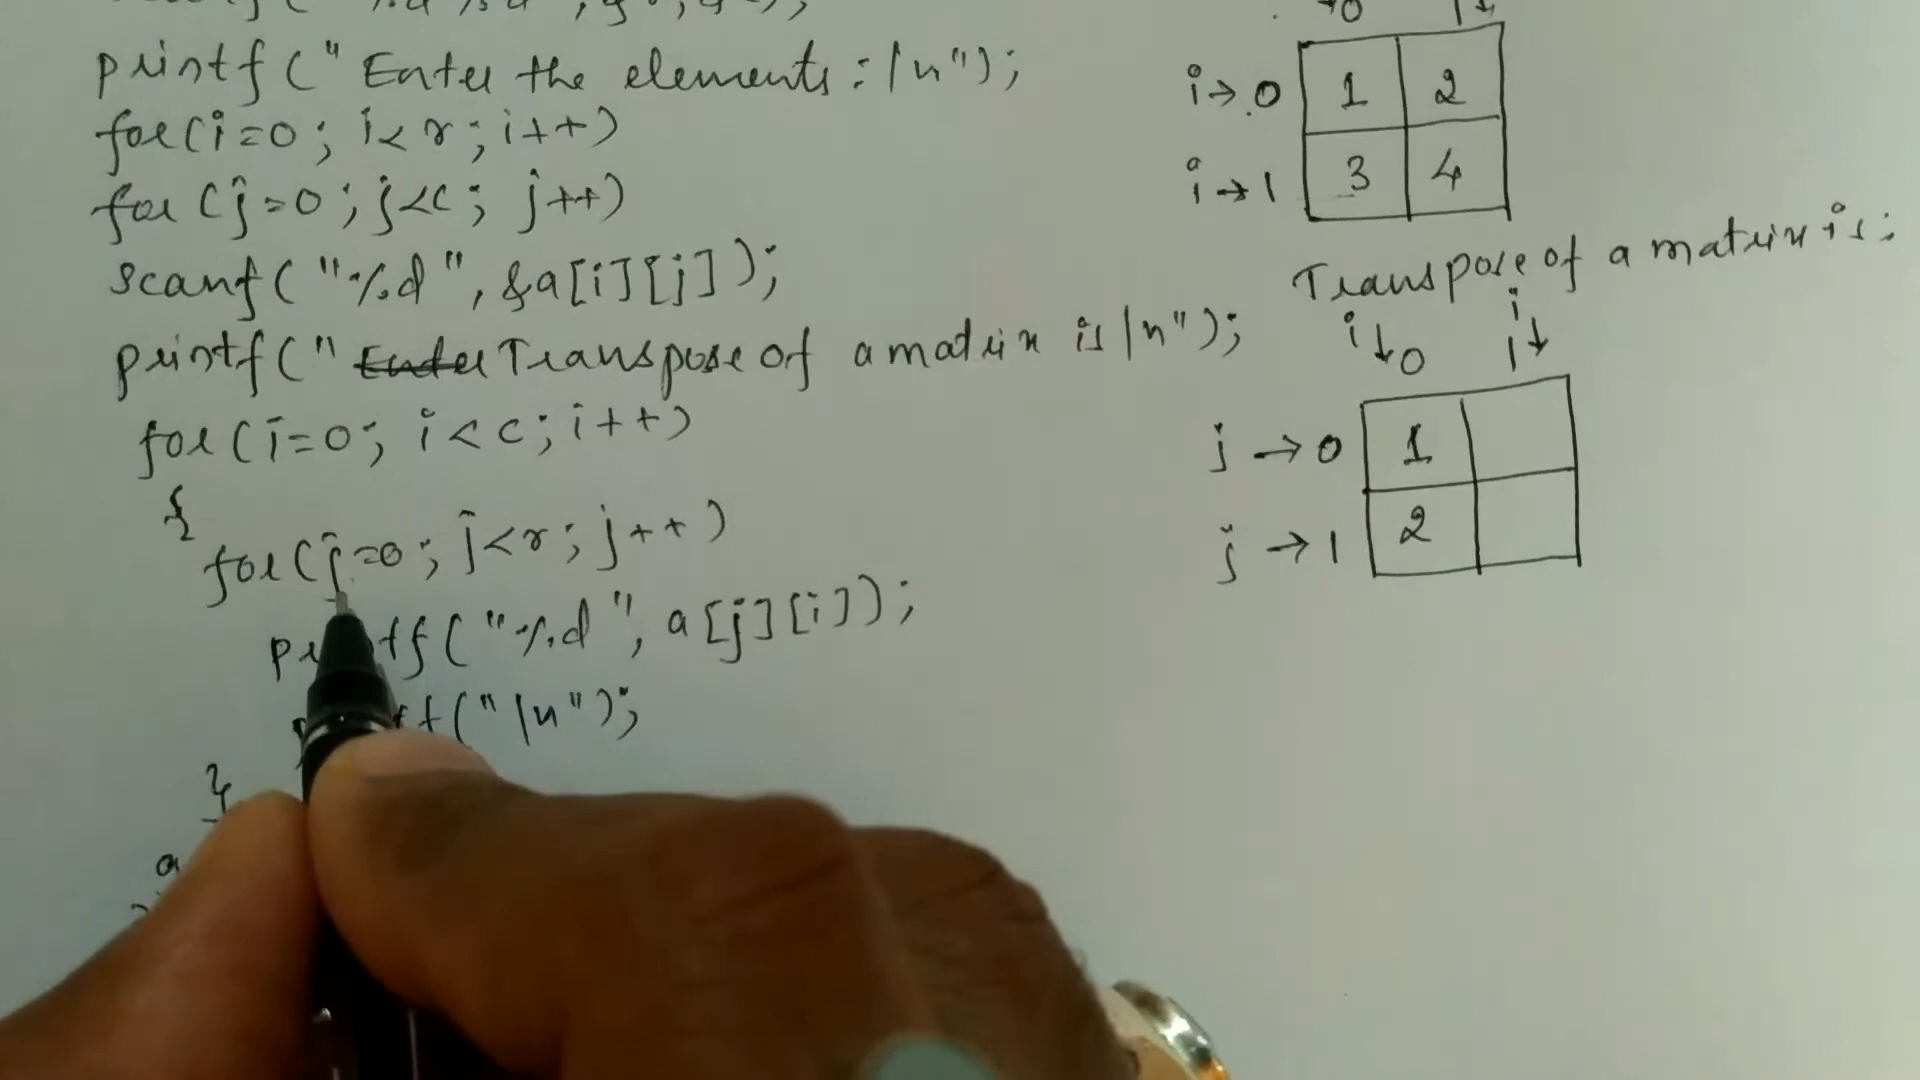 printf("Enter the elements:\n");
for(i=0; i<r; i++)
for(j=0; j<c; j++)
scanf("%d", &a[i][j]);
printf("Enter Transpose of a matrix is \n");
for(i=0; i<c; i++)
{
for(j=0; j<r; j++)
printf("%d", a[j][i]);
("\n");
}
→0 1↓
i→0 1 2
i→1 3 4
Transpose of a matrix is:
i↓0 i 1↓
j→0 1
j→1 2